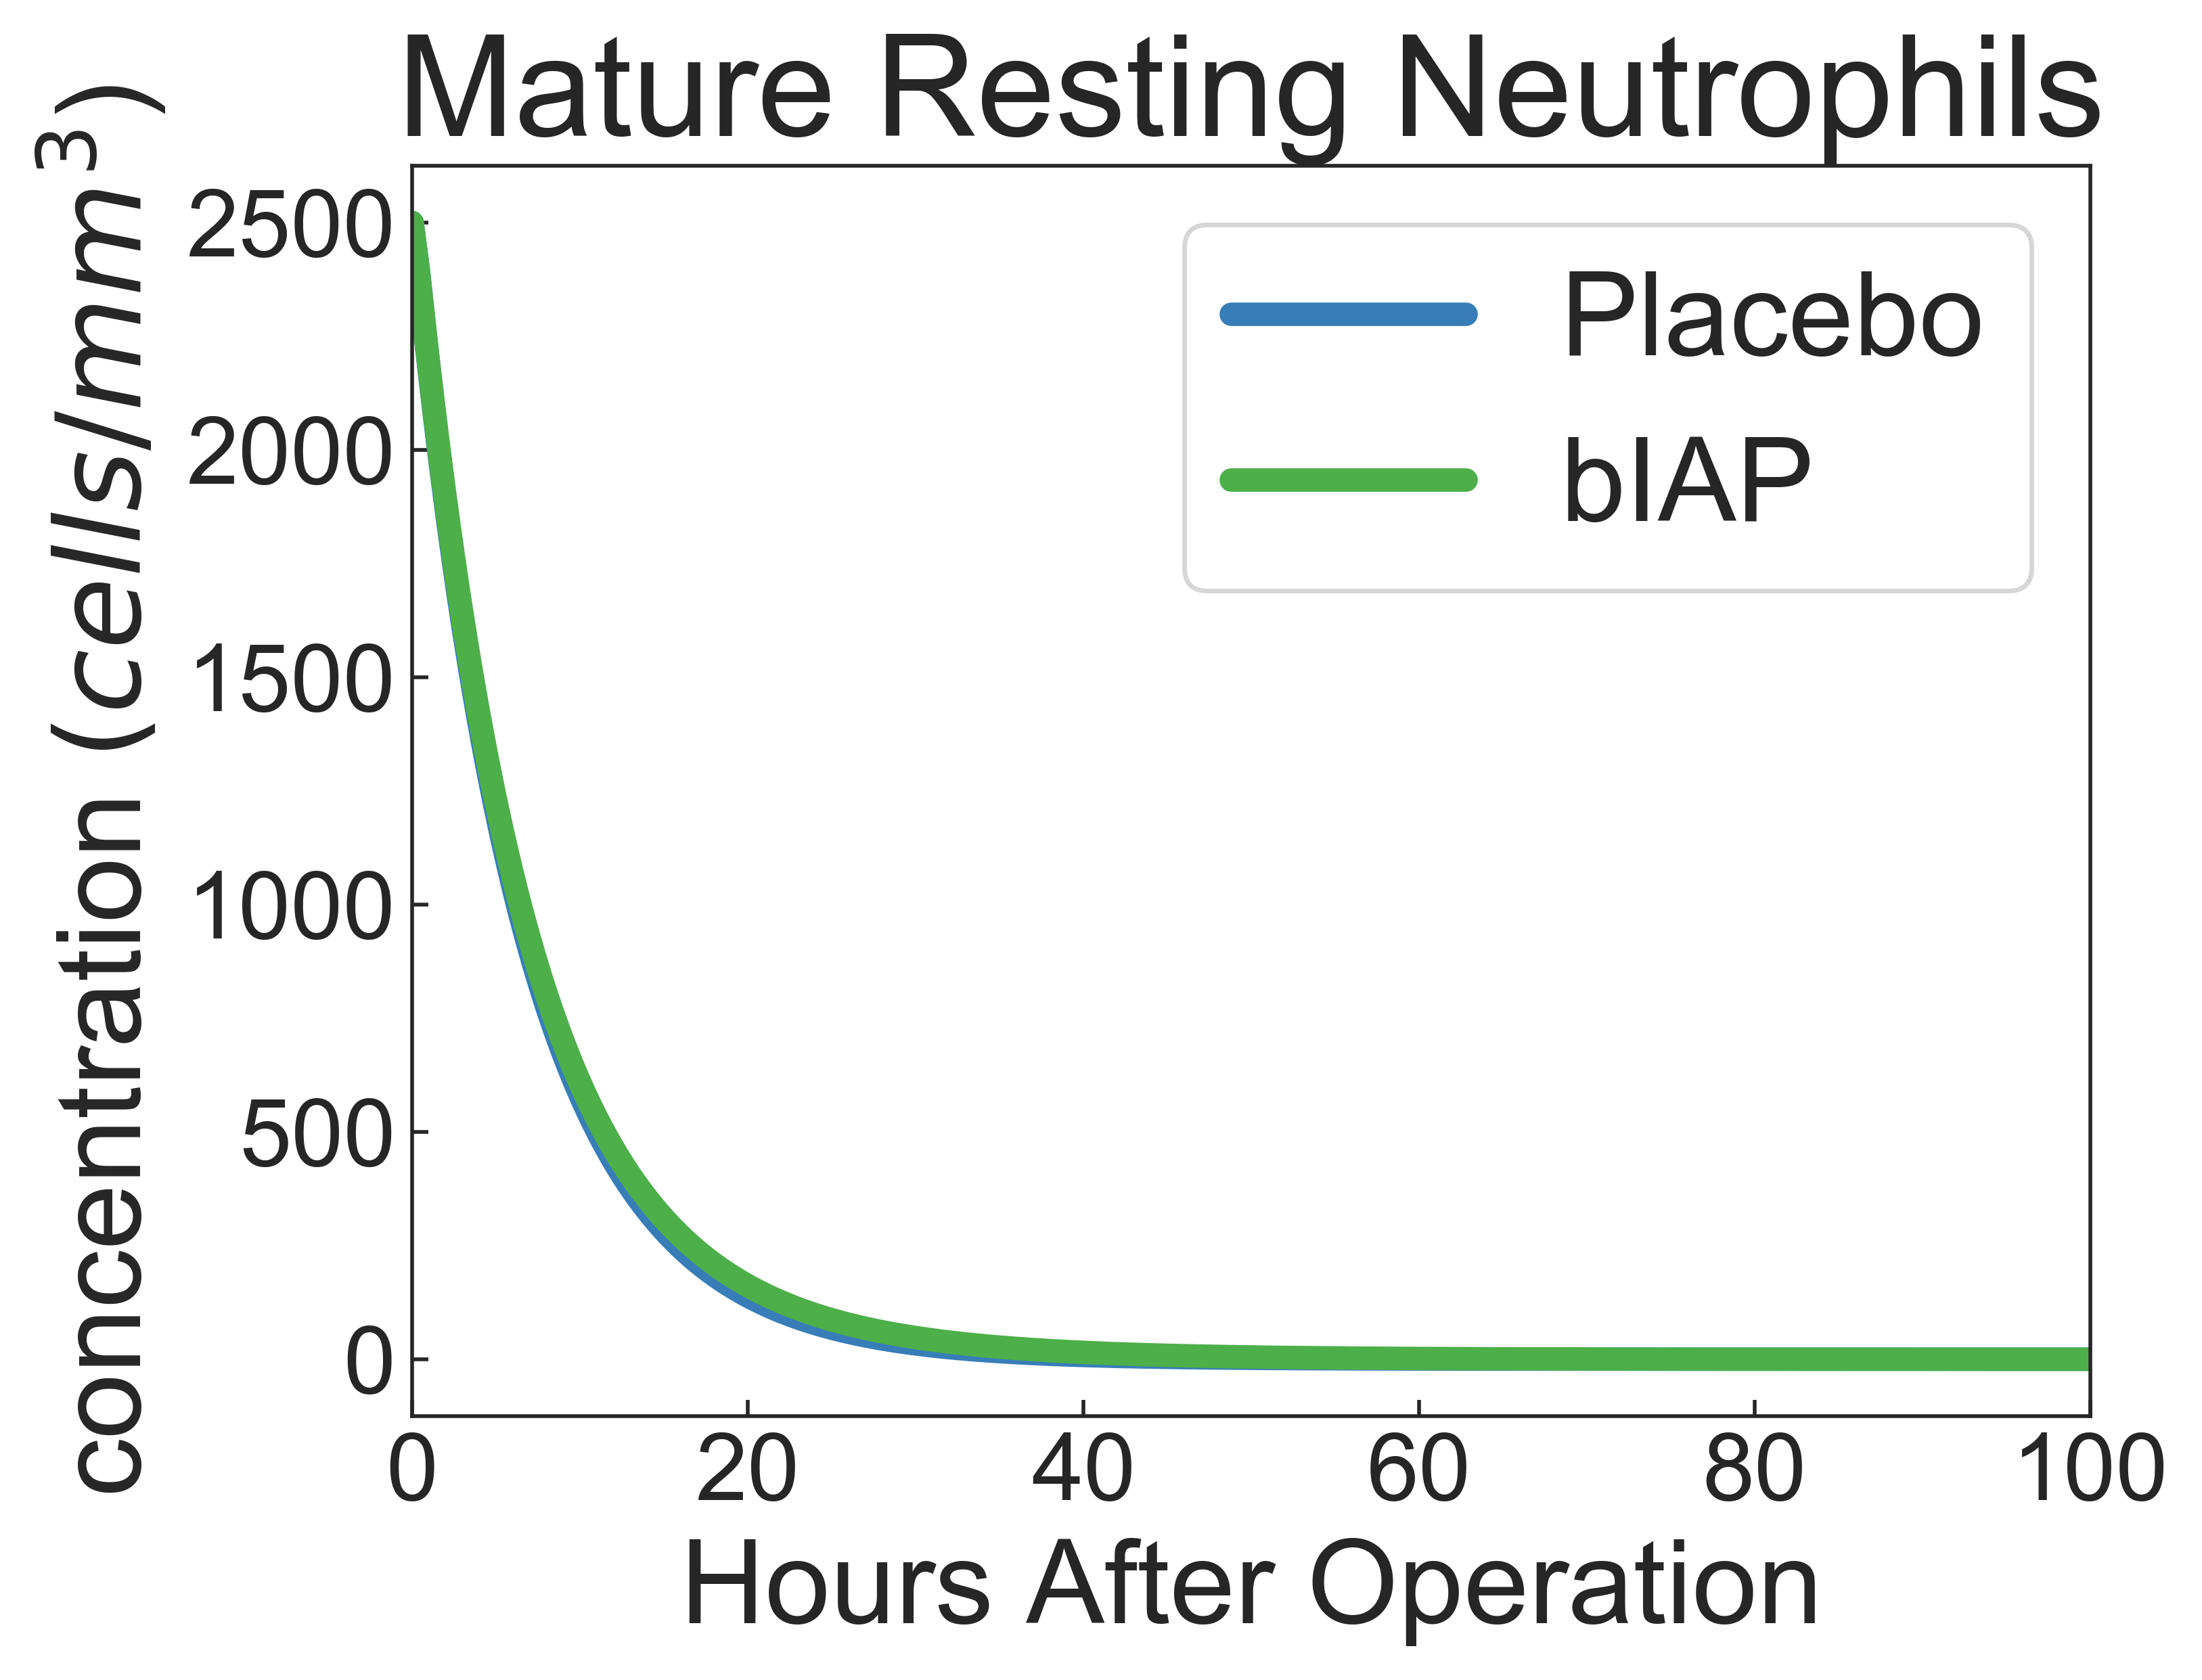 Mature Resting Neutrophils
concentration (cells/mm³)
2500
2000
1500
1000
500
0
Placebo
bIAP
0 20 40 60 80 100
Hours After Operation